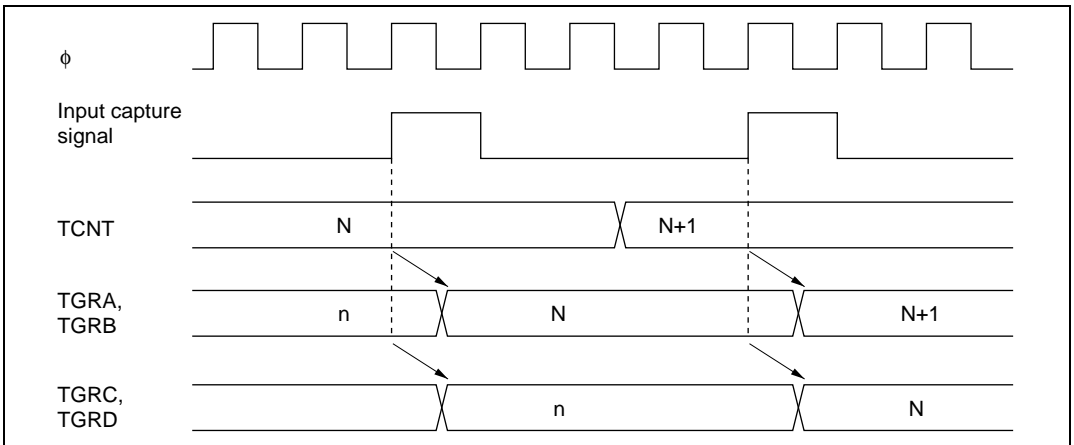 φ
Input capture
signal
TCNT N N+1
TGRA,
TGRB n N N+1
TGRC,
TGRD n N